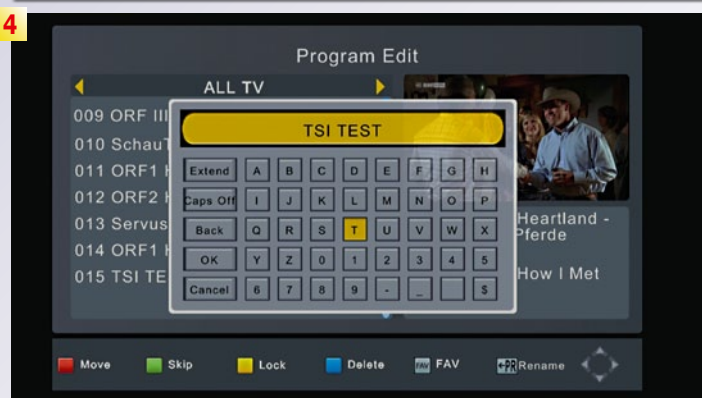 4
Program Edit
ALL TV
009 ORF III
010 Schau
011 ORF1 H
012 ORF2 H
013 Servus
014 ORF1 H
015 TSI TE
TSI TEST
Extend A B C D E F G H
Caps Off I J K L M N O P
Back Q R S T U V W X
OK Y Z 0 1 2 3 4 5
Cancel 6 7 8 9 - _ $
Heartland -
Pferde
How I Met
Move Skip Lock Delete FAV FAV PR Rename